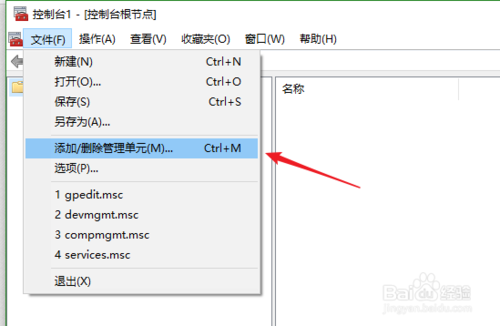 控制台1 - [控制台根节点]
文件(F) 操作(A) 查看(V) 收藏夹(O) 窗口(W) 帮助(H)
新建(N) Ctrl+N
打开(O)... Ctrl+O
保存(S) Ctrl+S
另存为(A)...
添加/删除管理单元(M)... Ctrl+M
选项(P)...
1 gpedit.msc
2 devmgmt.msc
3 compmgmt.msc
4 services.msc
退出(X)
名称
Baidu 经验